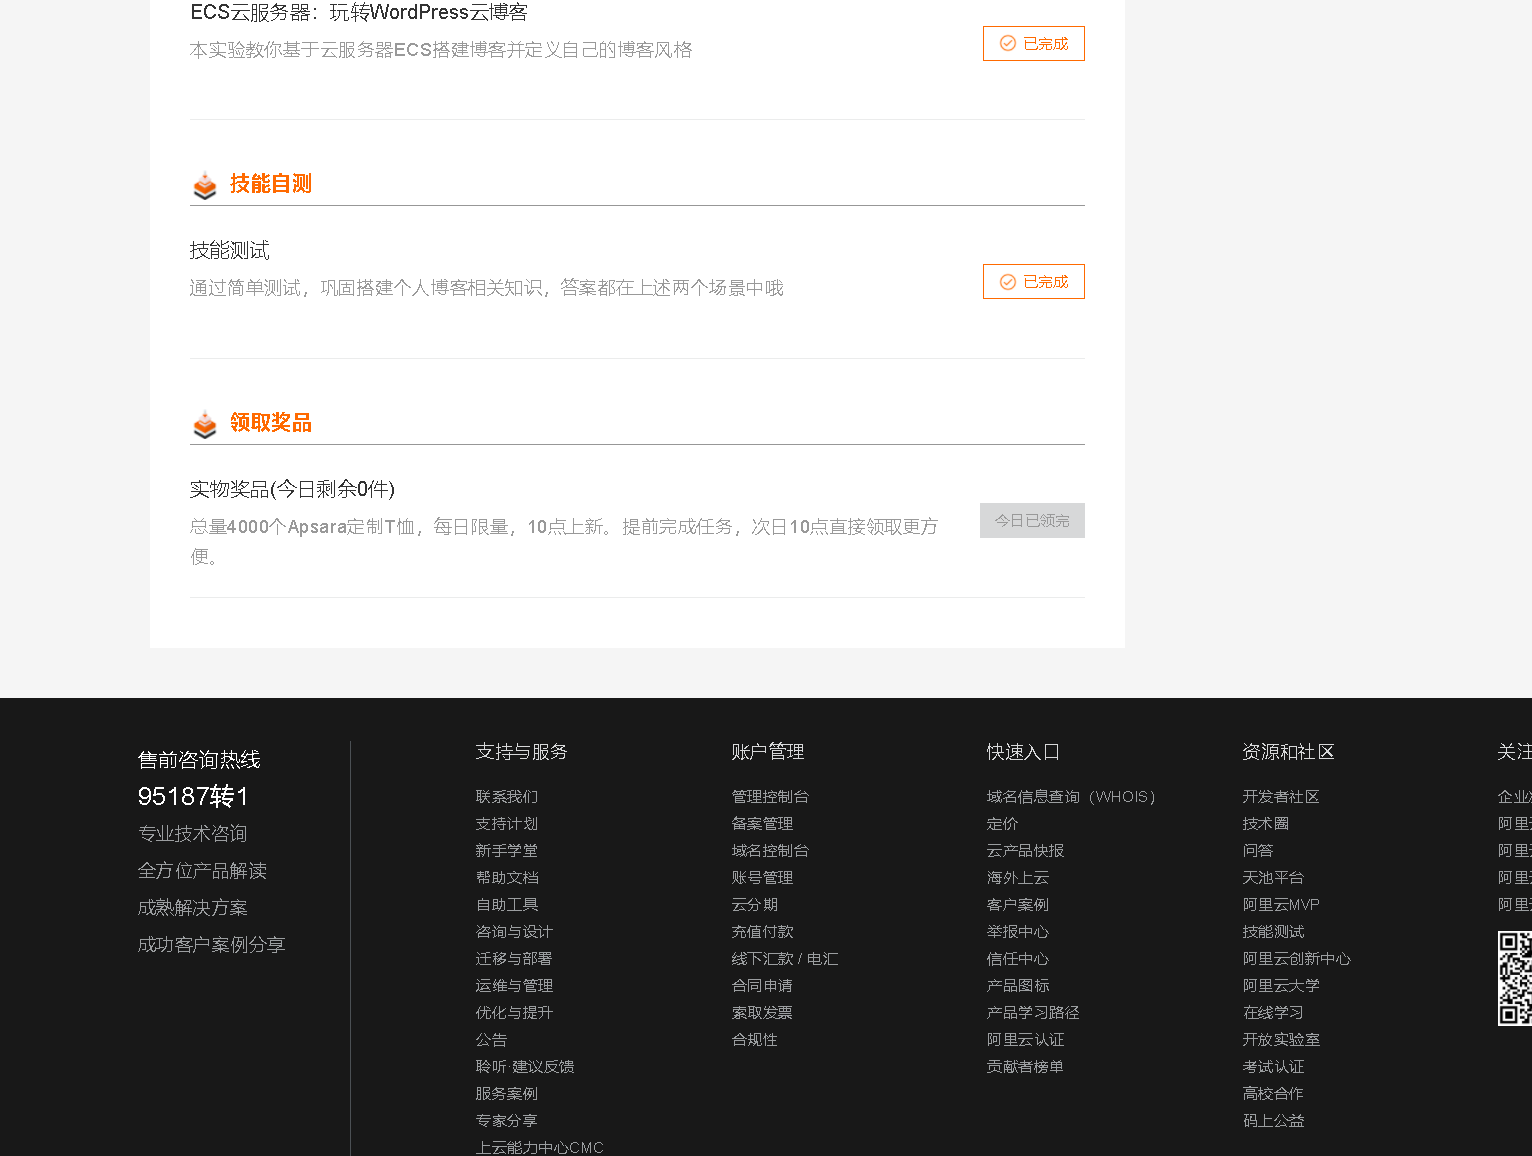 ECS云服务器：玩转WordPress云博客
本实验教你基于云服务器ECS搭建博客并定义自己的博客风格
已完成
技能自测
技能测试
通过简单测试，巩固搭建个人博客相关知识，答案都在上述两个场景中哦
已完成
领取奖品
实物奖品(今日剩余0件)
总量4000个Apsara定制T恤，每日限量，10点上新。提前完成任务，次日10点直接领取更方
便。
今日已领完
售前咨询热线
95187转1
专业技术咨询
全方位产品解读
成熟解决方案
成功客户案例分享
支持与服务
联系我们
支持计划
新手学堂
帮助文档
自助工具
咨询与设计
迁移与部署
运维与管理
优化与提升
公告
聆听·建议反馈
服务案例
专家分享
上云能力中心CMC
账户管理
管理控制台
备案管理
域名控制台
账号管理
云分期
充值付款
线下汇款 / 电汇
合同申请
索取发票
合规性
快速入口
域名信息查询（WHOIS）
定价
云产品快报
海外上云
客户案例
举报中心
信任中心
产品图标
产品学习路径
阿里云认证
贡献者榜单
资源和社区
开发者社区
技术圈
问答
天池平台
阿里云MVP
技能测试
阿里云创新中心
阿里云大学
在线学习
开放实验室
考试认证
高校合作
码上公益
关注
企业
阿里
阿里
阿里
阿里